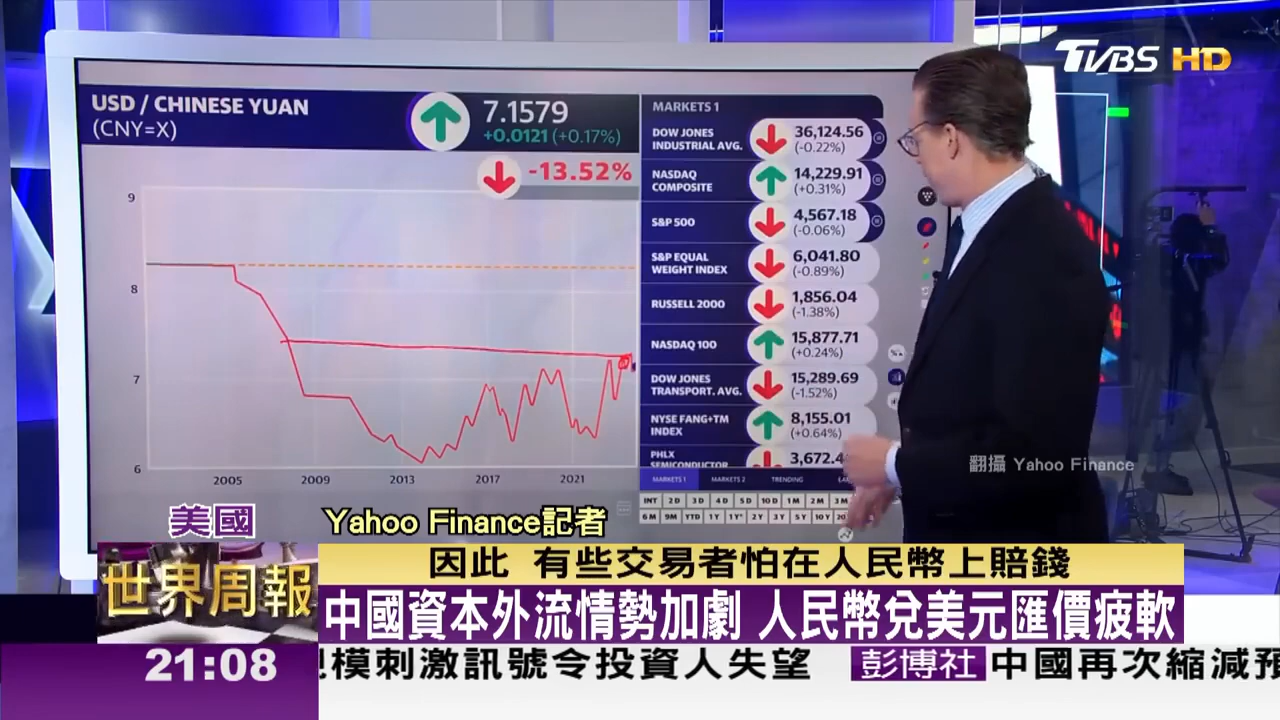 TVBS HD
USD / CHINESE YUAN
(CNY=X)
7.1579
+0.0121 (+0.17%)
-13.52%
9
8
7
6
2005 2009 2013 2017 2021
MARKETS 1
DOW JONES INDUSTRIAL AVG. 36,124.56 (-0.22%)
NASDAQ COMPOSITE 14,229.91 (+0.31%)
S&P 500 4,567.18 (-0.06%)
S&P EQUAL WEIGHT INDEX 6,041.80 (-0.89%)
RUSSELL 2000 1,856.04 (-1.38%)
NASDAQ 100 15,877.71 (+0.24%)
DOW JONES TRANSPORT. AVG. 15,289.69 (-1.52%)
NYSE FANG+TM INDEX 8,155.01 (+0.64%)
PHLX SEMICONDUCTOR 3,672.4
MARKETS 1 MARKETS 2 TRENDING
INT 2D 3D 4D 5D 10D 1M 2M 3M
6M 9M YTD 1Y 1Y* 2Y 3Y 5Y 10Y
翻攝 Yahoo Finance
美國
Yahoo Finance記者
因此 有些交易者怕在人民幣上賠錢
世界周報
中國資本外流情勢加劇 人民幣兌美元匯價疲軟
21:08
模刺激訊號令投資人失望 彭博社 中國再次縮減預